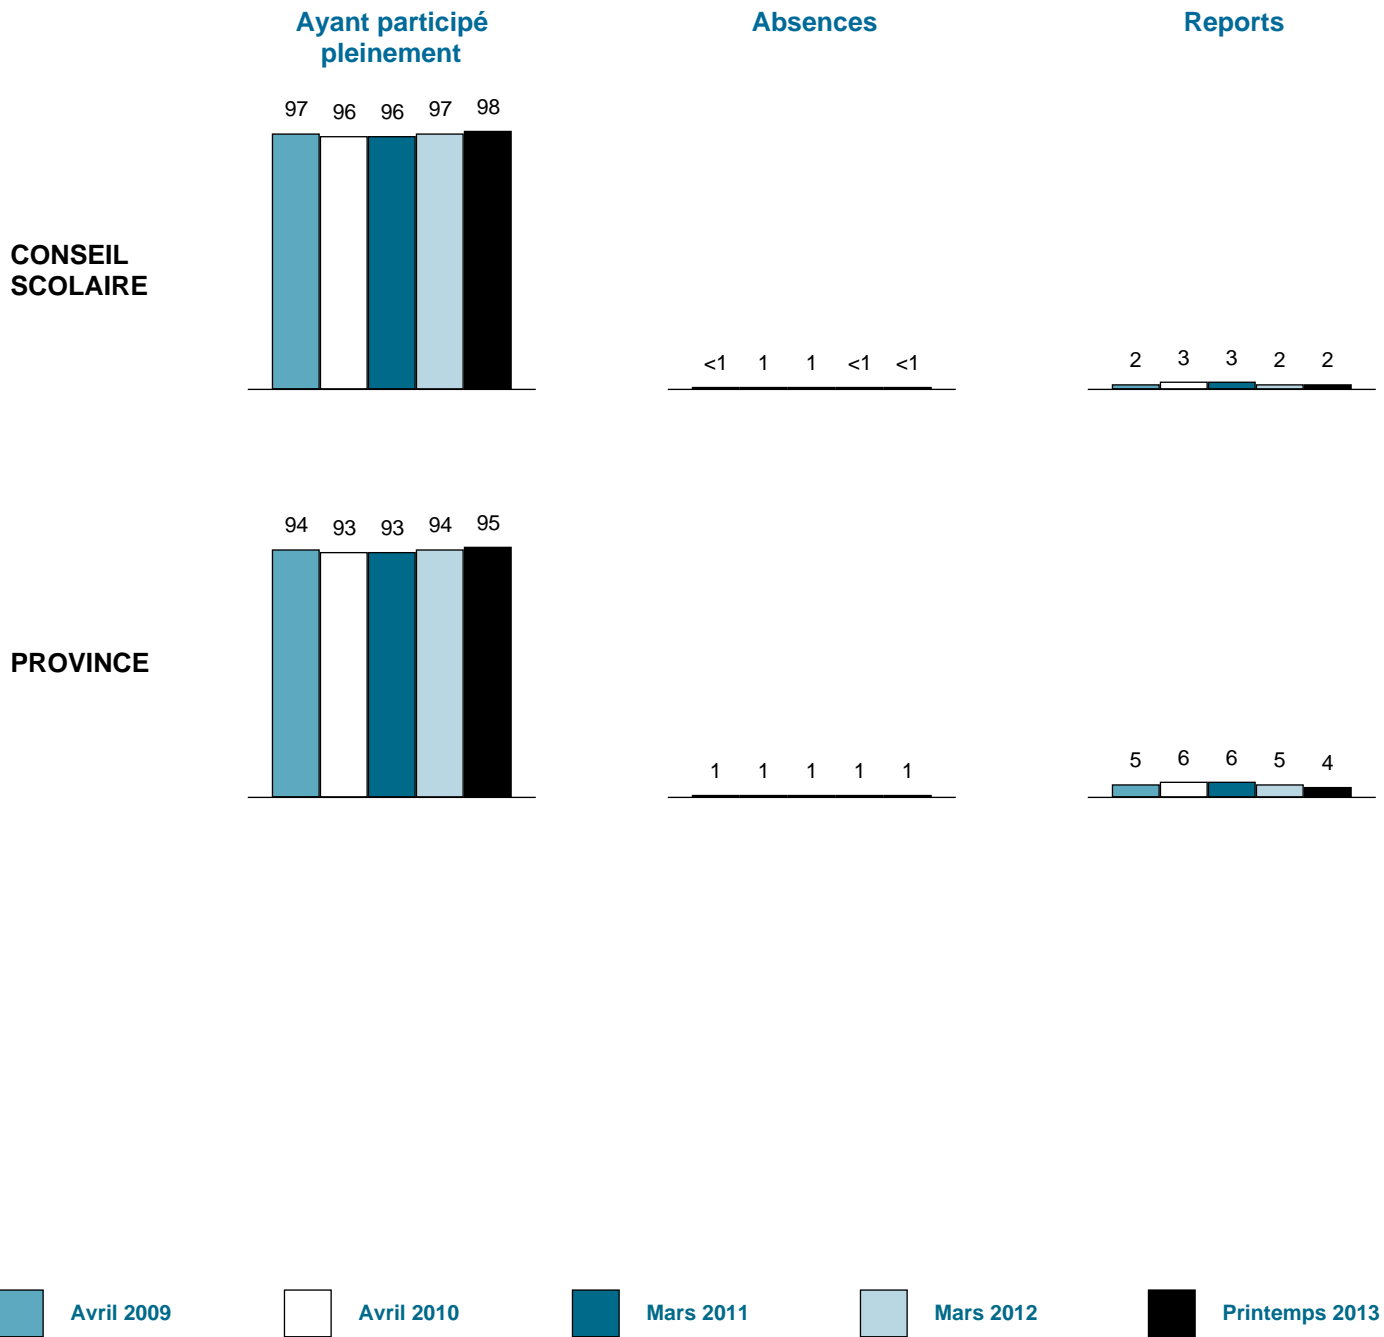 Ayant participé
pleinement
Absences
Reports
CONSEIL
SCOLAIRE
97 96 96 97 98
<1 1 1 <1 <1
2 3 3 2 2
PROVINCE
94 93 93 94 95
1 1 1 1 1
5 6 6 5 4
Avril 2009
Avril 2010
Mars 2011
Mars 2012
Printemps 2013